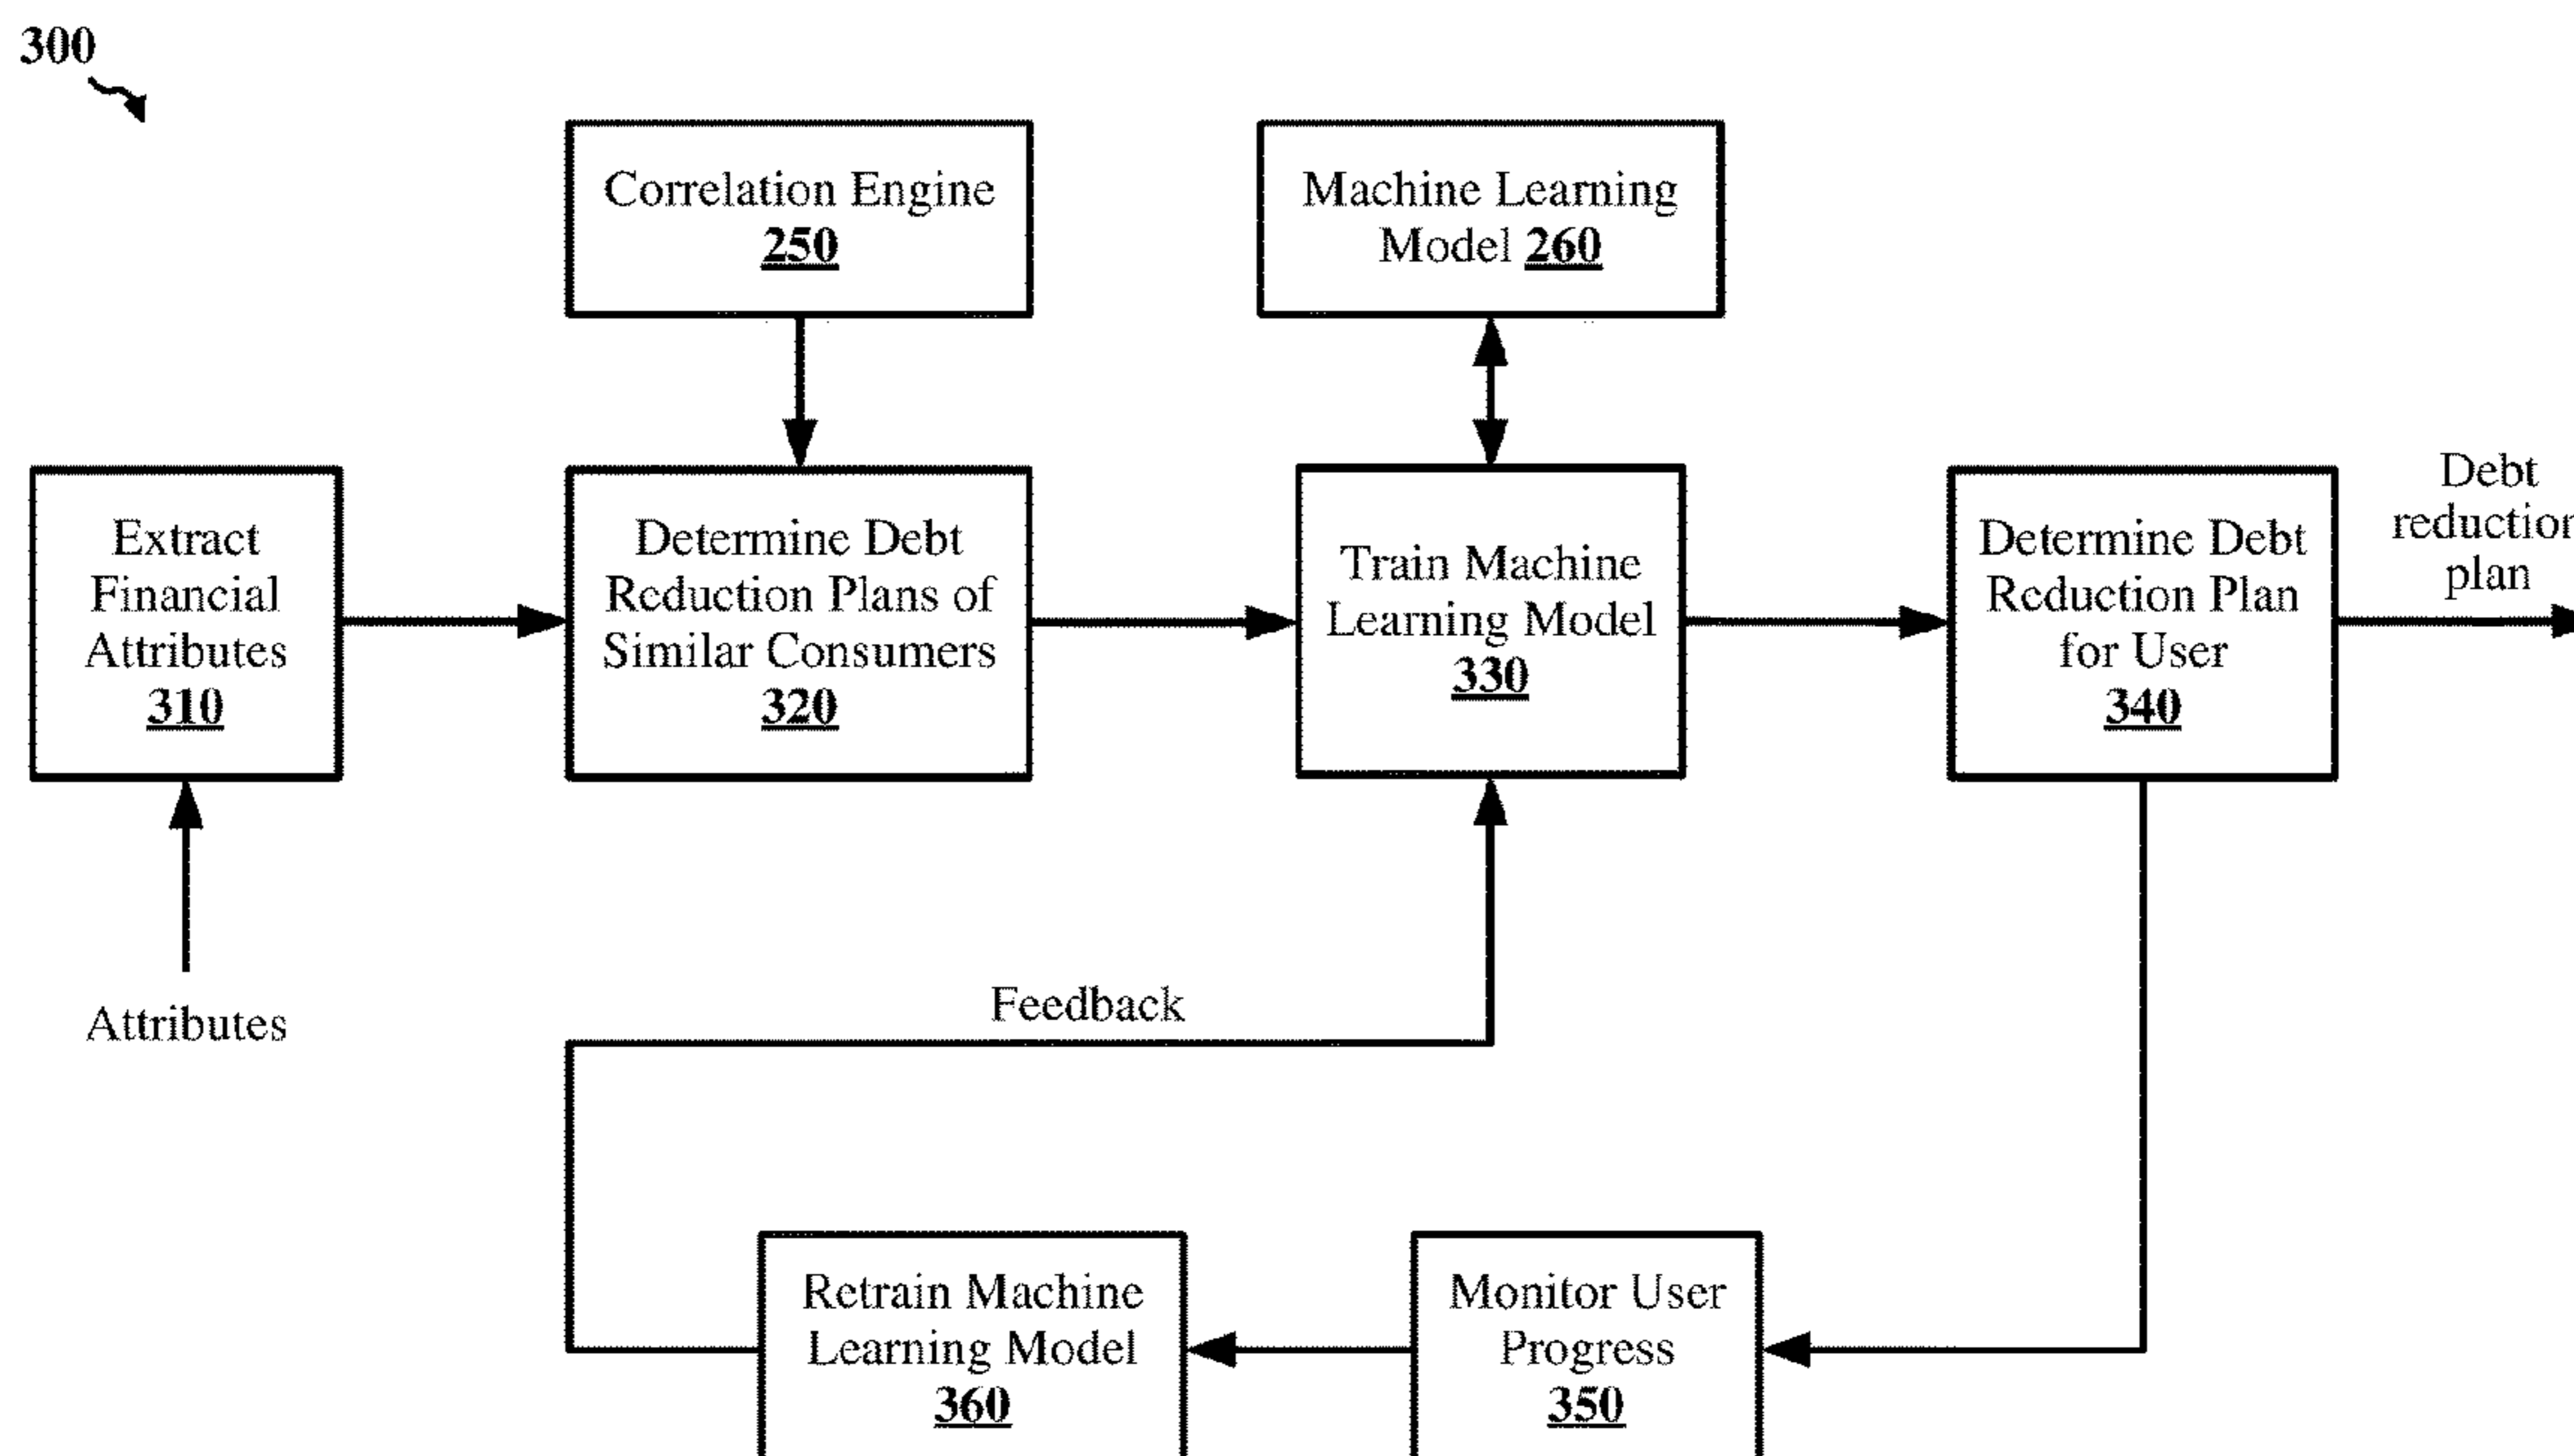 300
Correlation Engine
250
Machine Learning
Model 260
Extract
Financial
Attributes
310
Determine Debt
Reduction Plans of
Similar Consumers
320
Train Machine
Learning Model
330
Determine Debt
Reduction Plan
for User
340
Debt
reduction
plan
Attributes
Feedback
Retrain Machine
Learning Model
360
Monitor User
Progress
350